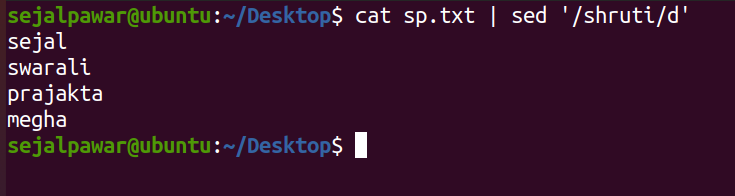 sejalpawar@ubuntu:~/Desktop$ cat sp.txt | sed '/shruti/d'
sejal
swarali
prajakta
megha
sejalpawar@ubuntu:~/Desktop$